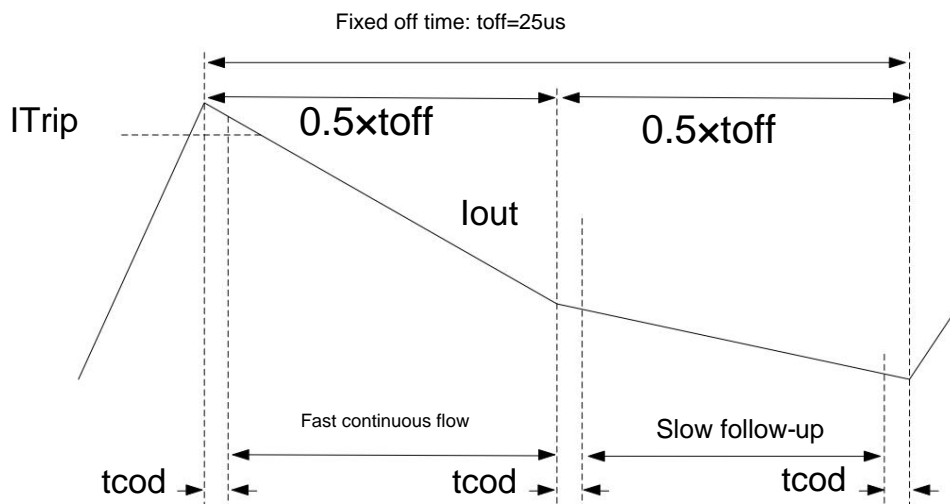 Fixed off time: toff=25us
ITrip
0.5×toff
0.5×toff
Iout
Fast continuous flow
Slow follow-up
tcod
tcod
tcod